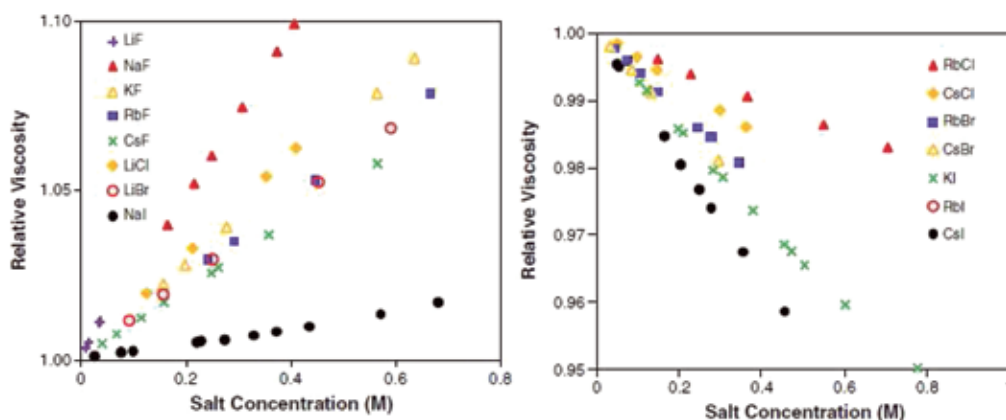 Relative Viscosity
1.10
1.05
1.00
LiF
NaF
KF
RbF
CsF
LiCl
LiBr
NaI
0 0.2 0.4 0.6 0.8
Salt Concentration (M)
Relative Viscosity
1.00
0.99
0.98
0.97
0.96
0.95
RbCl
CsCl
RbBr
CsBr
KI
RbI
CsI
0 0.2 0.4 0.6 0.8
Salt Concentration (M)